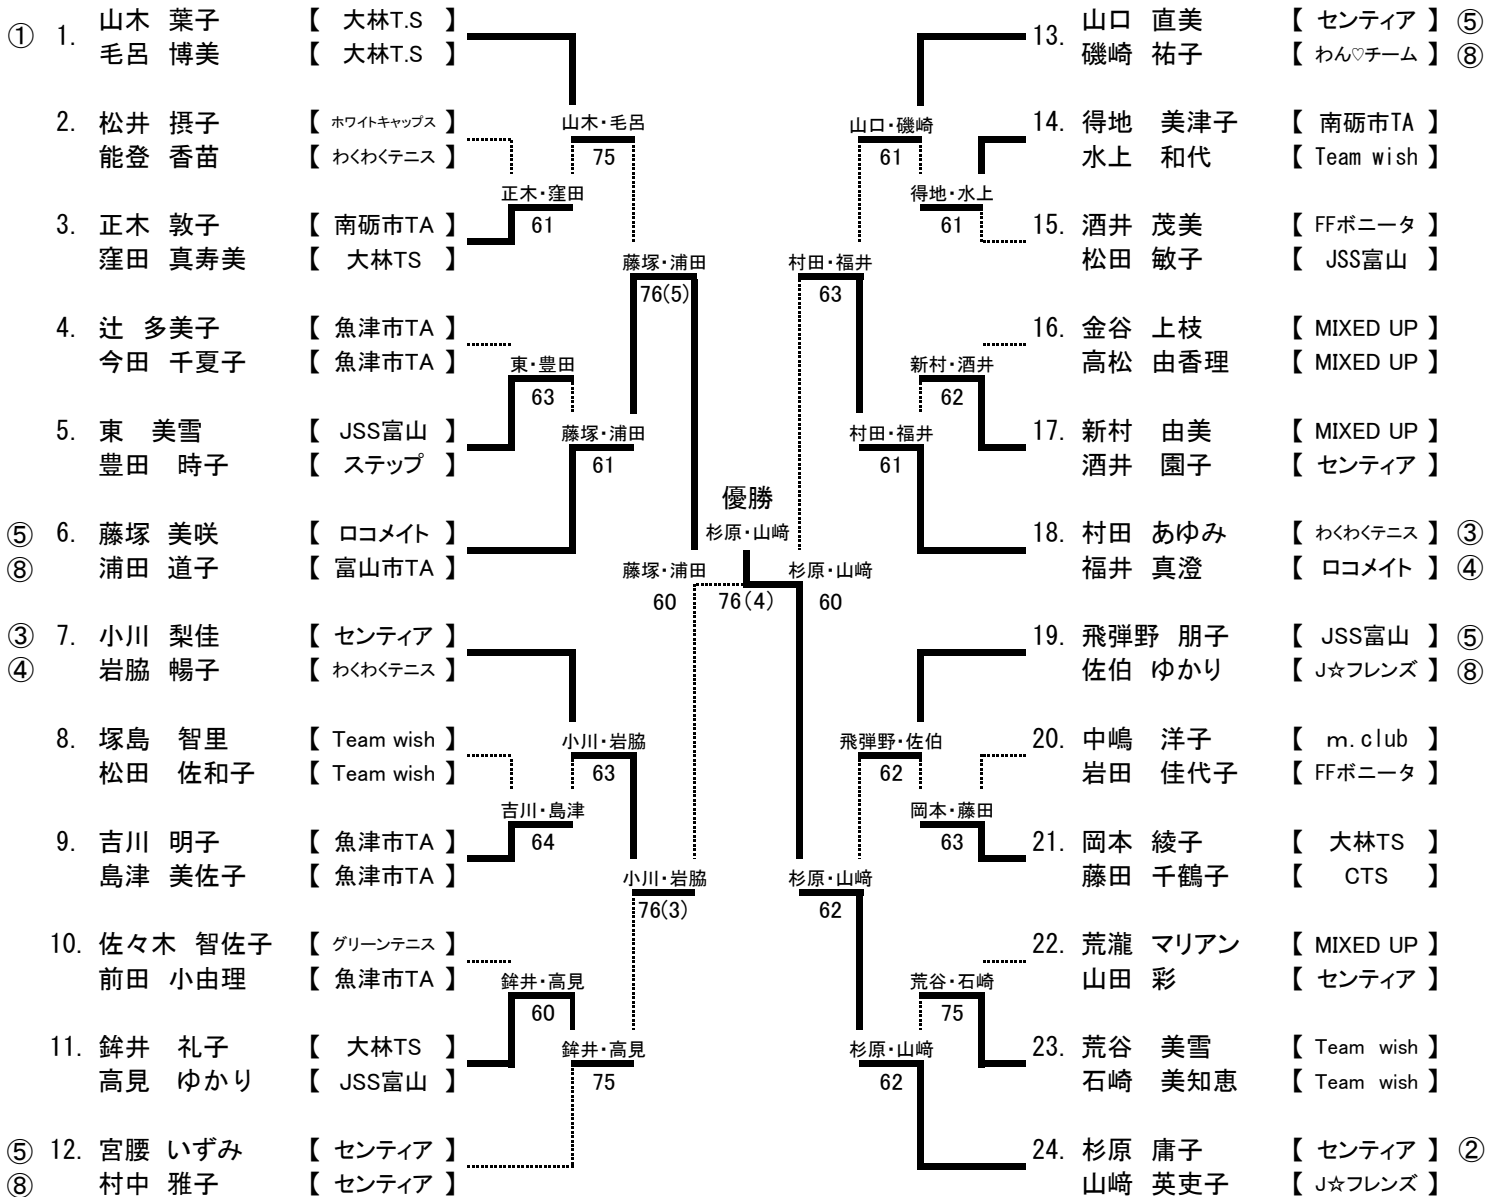 ① 1. 山木 葉子 【 大林T.S 】
毛呂 博美 【 大林T.S 】
2. 松井 摂子 【 ホワイトキャップス 】
能登 香苗 【 わくわくテニス 】
3. 正木 敦子 【 南砺市TA 】
窪田 真寿美 【 大林TS 】
4. 辻 多美子 【 魚津市TA 】
今田 千夏子 【 魚津市TA 】
5. 東 美雪 【 JSS富山 】
豊田 時子 【 ステップ 】
⑤ 6. 藤塚 美咲 【 ロコメイト 】
⑧ 浦田 道子 【 富山市TA 】
③ 7. 小川 梨佳 【 センティア 】
④ 岩脇 暢子 【 わくわくテニス 】
8. 塚島 智里 【 Team wish 】
松田 佐和子 【 Team wish 】
9. 吉川 明子 【 魚津市TA 】
島津 美佐子 【 魚津市TA 】
10. 佐々木 智佐子 【 グリーンテニス 】
前田 小由理 【 魚津市TA 】
11. 鉾井 礼子 【 大林TS 】
高見 ゆかり 【 JSS富山 】
⑤ 12. 宮腰 いずみ 【 センティア 】
⑧ 村中 雅子 【 センティア 】
正木・窪田
61
東・豊田
63
吉川・島津
64
鉾井・高見
60
山木・毛呂
75
藤塚・浦田
61
小川・岩脇
63
鉾井・高見
75
藤塚・浦田
76(5)
小川・岩脇
76(3)
藤塚・浦田
60
優勝
杉原・山﨑
76(4)
杉原・山﨑
60
村田・福井
63
杉原・山﨑
62
山口・磯崎
61
村田・福井
61
飛弾野・佐伯
62
杉原・山﨑
62
得地・水上
61
新村・酒井
62
岡本・藤田
63
荒谷・石崎
75
13. 山口 直美 【 センティア 】 ⑤
磯崎 祐子 【 わん♡チーム 】 ⑧
14. 得地 美津子 【 南砺市TA 】
水上 和代 【 Team wish 】
15. 酒井 茂美 【 FFボニータ 】
松田 敏子 【 JSS富山 】
16. 金谷 上枝 【 MIXED UP 】
高松 由香理 【 MIXED UP 】
17. 新村 由美 【 MIXED UP 】
酒井 園子 【 センティア 】
18. 村田 あゆみ 【 わくわくテニス 】 ③
福井 真澄 【 ロコメイト 】 ④
19. 飛弾野 朋子 【 JSS富山 】 ⑤
佐伯 ゆかり 【 J☆フレンズ 】 ⑧
20. 中嶋 洋子 【 m.club 】
岩田 佳代子 【 FFボニータ 】
21. 岡本 綾子 【 大林TS 】
藤田 千鶴子 【 CTS 】
22. 荒瀧 マリアン 【 MIXED UP 】
山田 彩 【 センティア 】
23. 荒谷 美雪 【 Team wish 】
石崎 美知恵 【 Team wish 】
24. 杉原 庸子 【 センティア 】 ②
山﨑 英吏子 【 J☆フレンズ 】